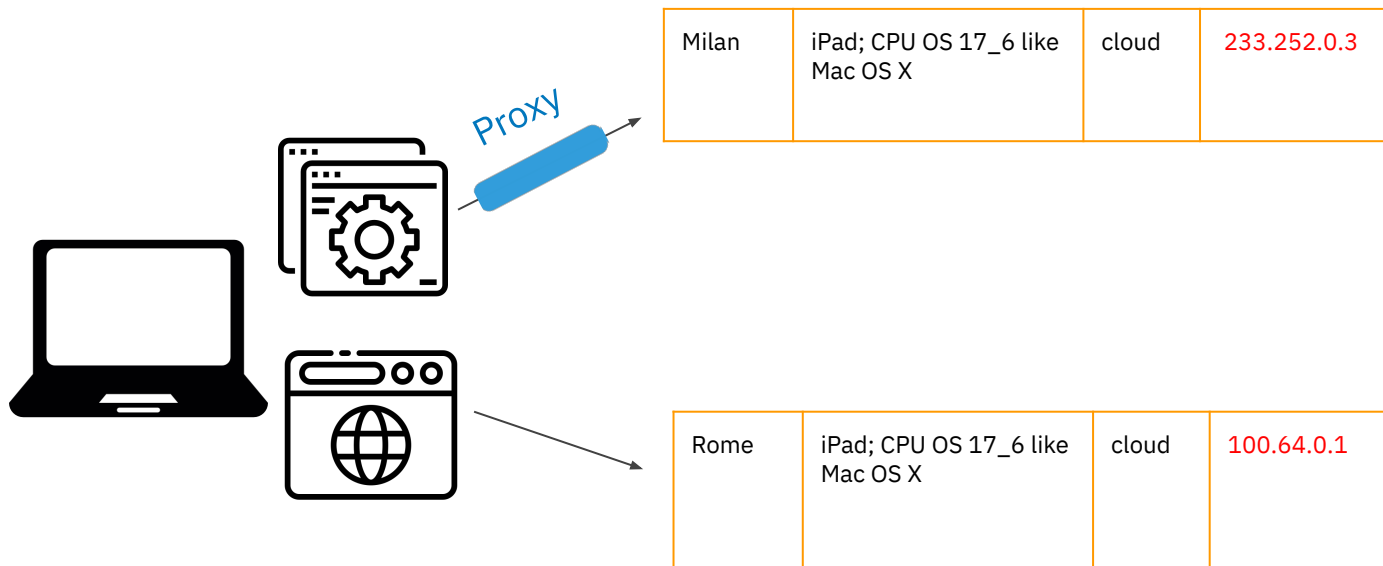 Proxy
Milan
iPad; CPU OS 17_6 like
Mac OS X
cloud
233.252.0.3
Rome
iPad; CPU OS 17_6 like
Mac OS X
cloud
100.64.0.1